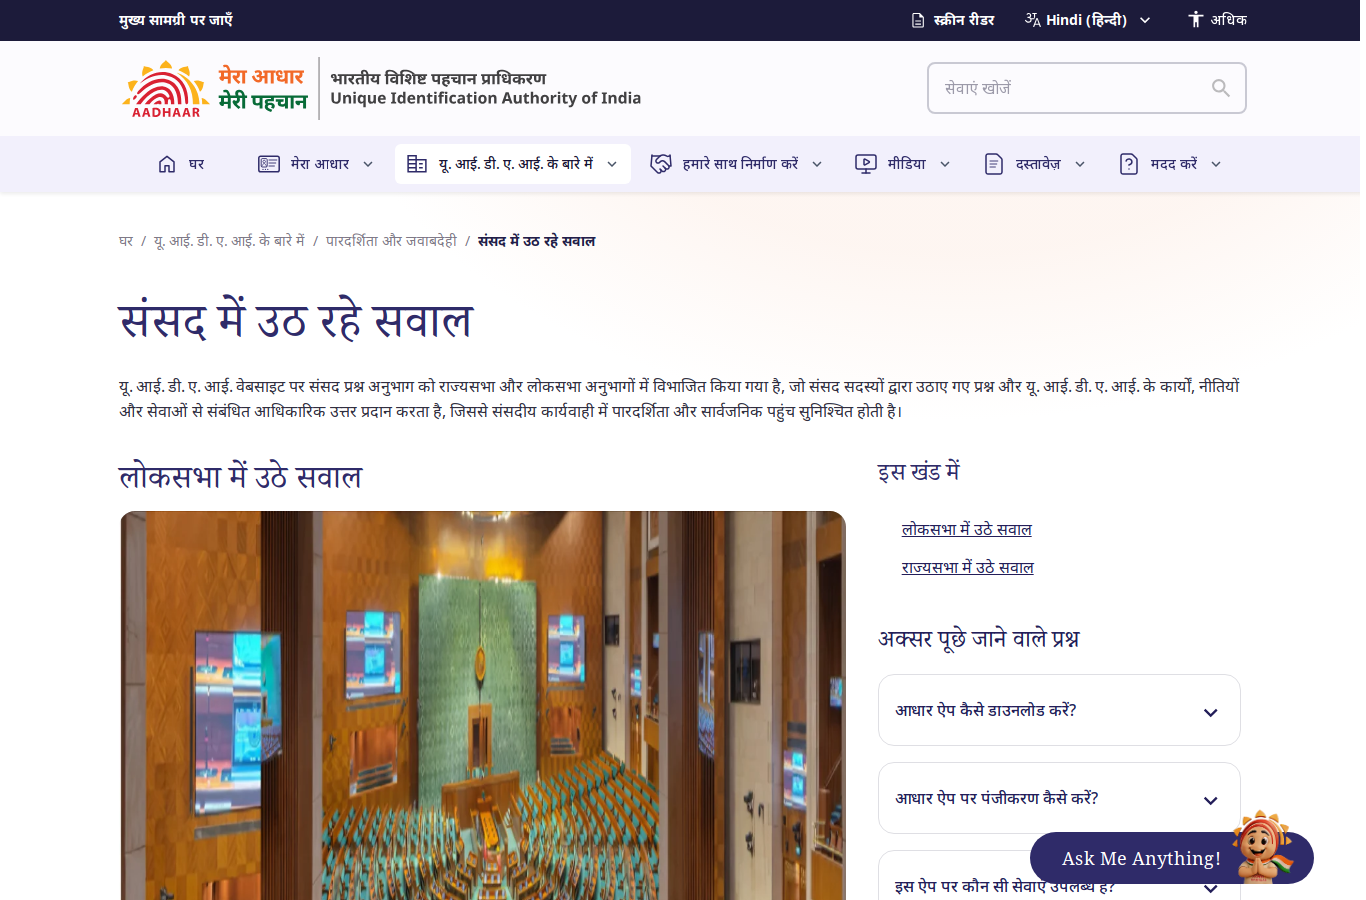 मुख्य सामग्री पर जाएँ
स्क्रीन रीडर
Hindi (हिन्दी)
अधिक
AADHAAR
मेरा आधार
मेरी पहचान
भारतीय विशिष्ट पहचान प्राधिकरण
Unique Identification Authority of India
सेवाएं खोजें
घर
मेरा आधार
यू. आई. डी. ए. आई. के बारे में
हमारे साथ निर्माण करें
मीडिया
दस्तावेज़
मदद करें
घर / यू. आई. डी. ए. आई. के बारे में / पारदर्शिता और जवाबदेही / संसद में उठ रहे सवाल
संसद में उठ रहे सवाल
यू. आई. डी. ए. आई. वेबसाइट पर संसद प्रश्न अनुभाग को राज्यसभा और लोकसभा अनुभागों में विभाजित किया गया है, जो संसद सदस्यों द्वारा उठाए गए प्रश्न और यू. आई. डी. ए. आई. के कार्यों, नीतियों
और सेवाओं से संबंधित आधिकारिक उत्तर प्रदान करता है, जिससे संसदीय कार्यवाही में पारदर्शिता और सार्वजनिक पहुंच सुनिश्चित होती है।
लोकसभा में उठे सवाल
इस खंड में
लोकसभा में उठे सवाल
राज्यसभा में उठे सवाल
अक्सर पूछे जाने वाले प्रश्न
आधार ऐप कैसे डाउनलोड करें?
आधार ऐप पर पंजीकरण कैसे करें?
Ask Me Anything!
इस ऐप पर कौन सी सेवाएँ उपलब्ध हैं?